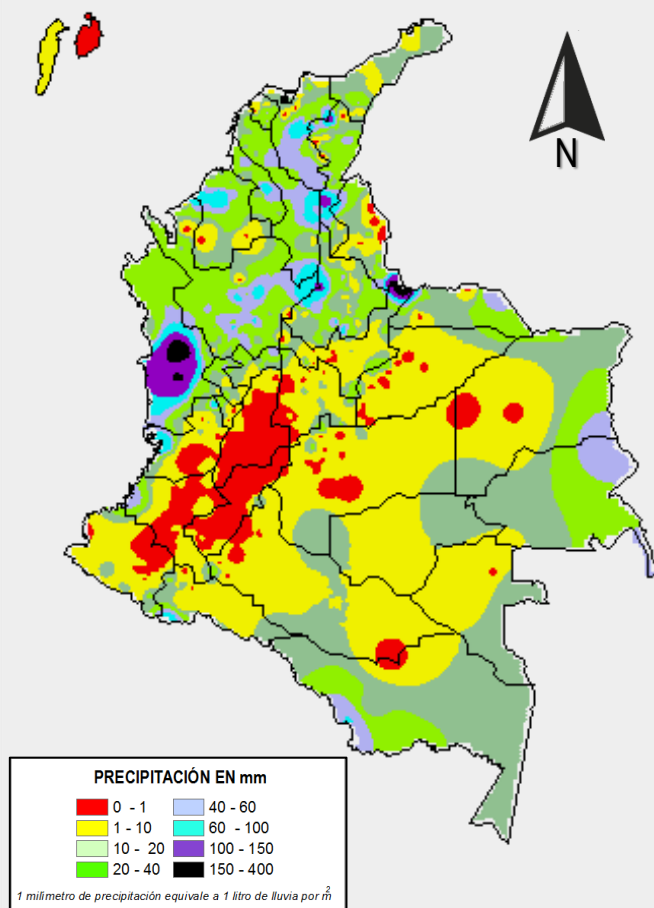 N
PRECIPITACIÓN EN mm
0 - 1
1 - 10
10 - 20
20 - 40
40 - 60
60 - 100
100 - 150
150 - 400
1 milimetro de precipitación equivale a 1 litro de lluvia por m2